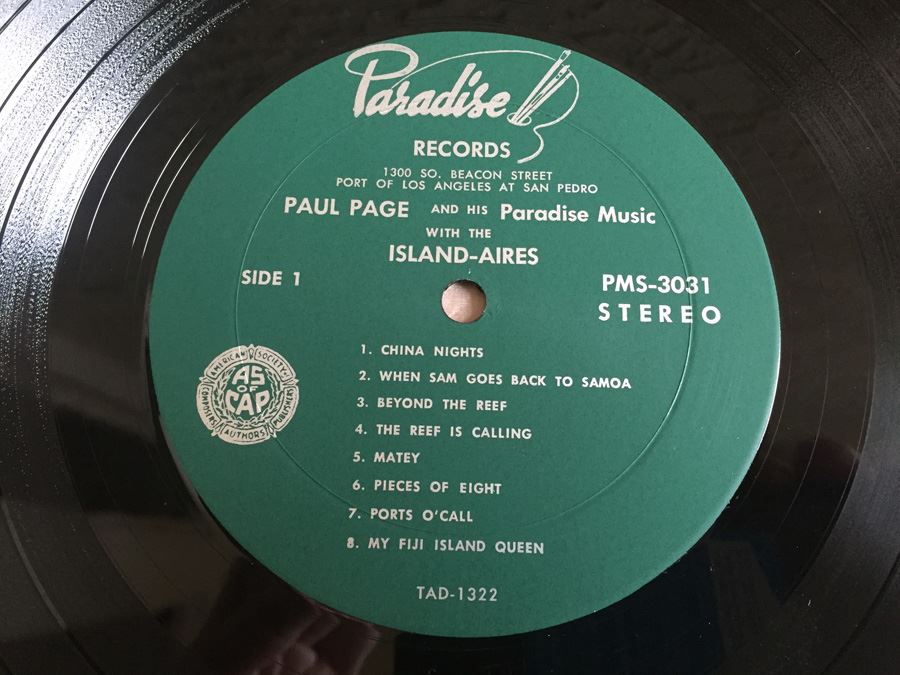 Paradise
RECORDS
1300 SO. BEACON STREET
PORT OF LOS ANGELES AT SAN PEDRO
PAUL PAGE AND HIS Paradise Music
WITH THE
ISLAND-AIRES
SIDE 1
PMS-3031
STEREO
1. CHINA NIGHTS
2. WHEN SAM GOES BACK TO SAMOA
3. BEYOND THE REEF
4. THE REEF IS CALLING
5. MATEY
6. PIECES OF EIGHT
7. PORTS O'CALL
8. MY FIJI ISLAND QUEEN
AMERICAN SOCIETY
AS
OF
CAP
COMPOSERS AUTHORS PUBLISHERS
TAD-1322